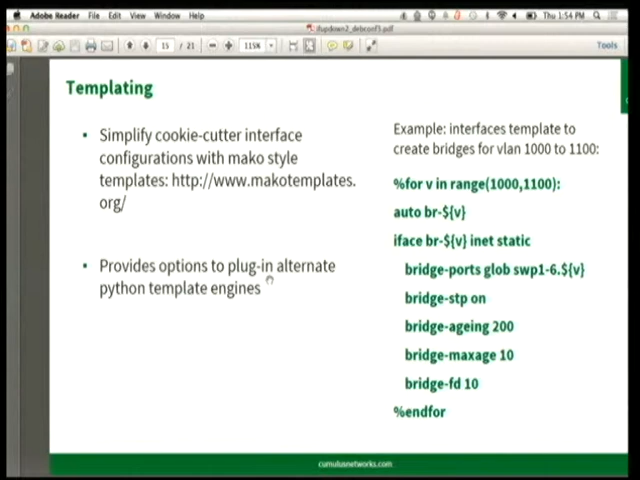 Adobe Reader File Edit View Window Help
Thu 1:54 PM
ifupdown2_debconf1.pdf
15 / 21
115%
Tools
Templating
• Simplify cookie-cutter interface
configurations with mako style
templates: http://www.makotemplates.
org/
• Provides options to plug-in alternate
python template engines
Example: interfaces template to
create bridges for vlan 1000 to 1100:
%for v in range(1000,1100):
auto br-${v}
iface br-${v} inet static
bridge-ports glob swp1-6.${v}
bridge-stp on
bridge-ageing 200
bridge-maxage 10
bridge-fd 10
%endfor
cumulusnetworks.com